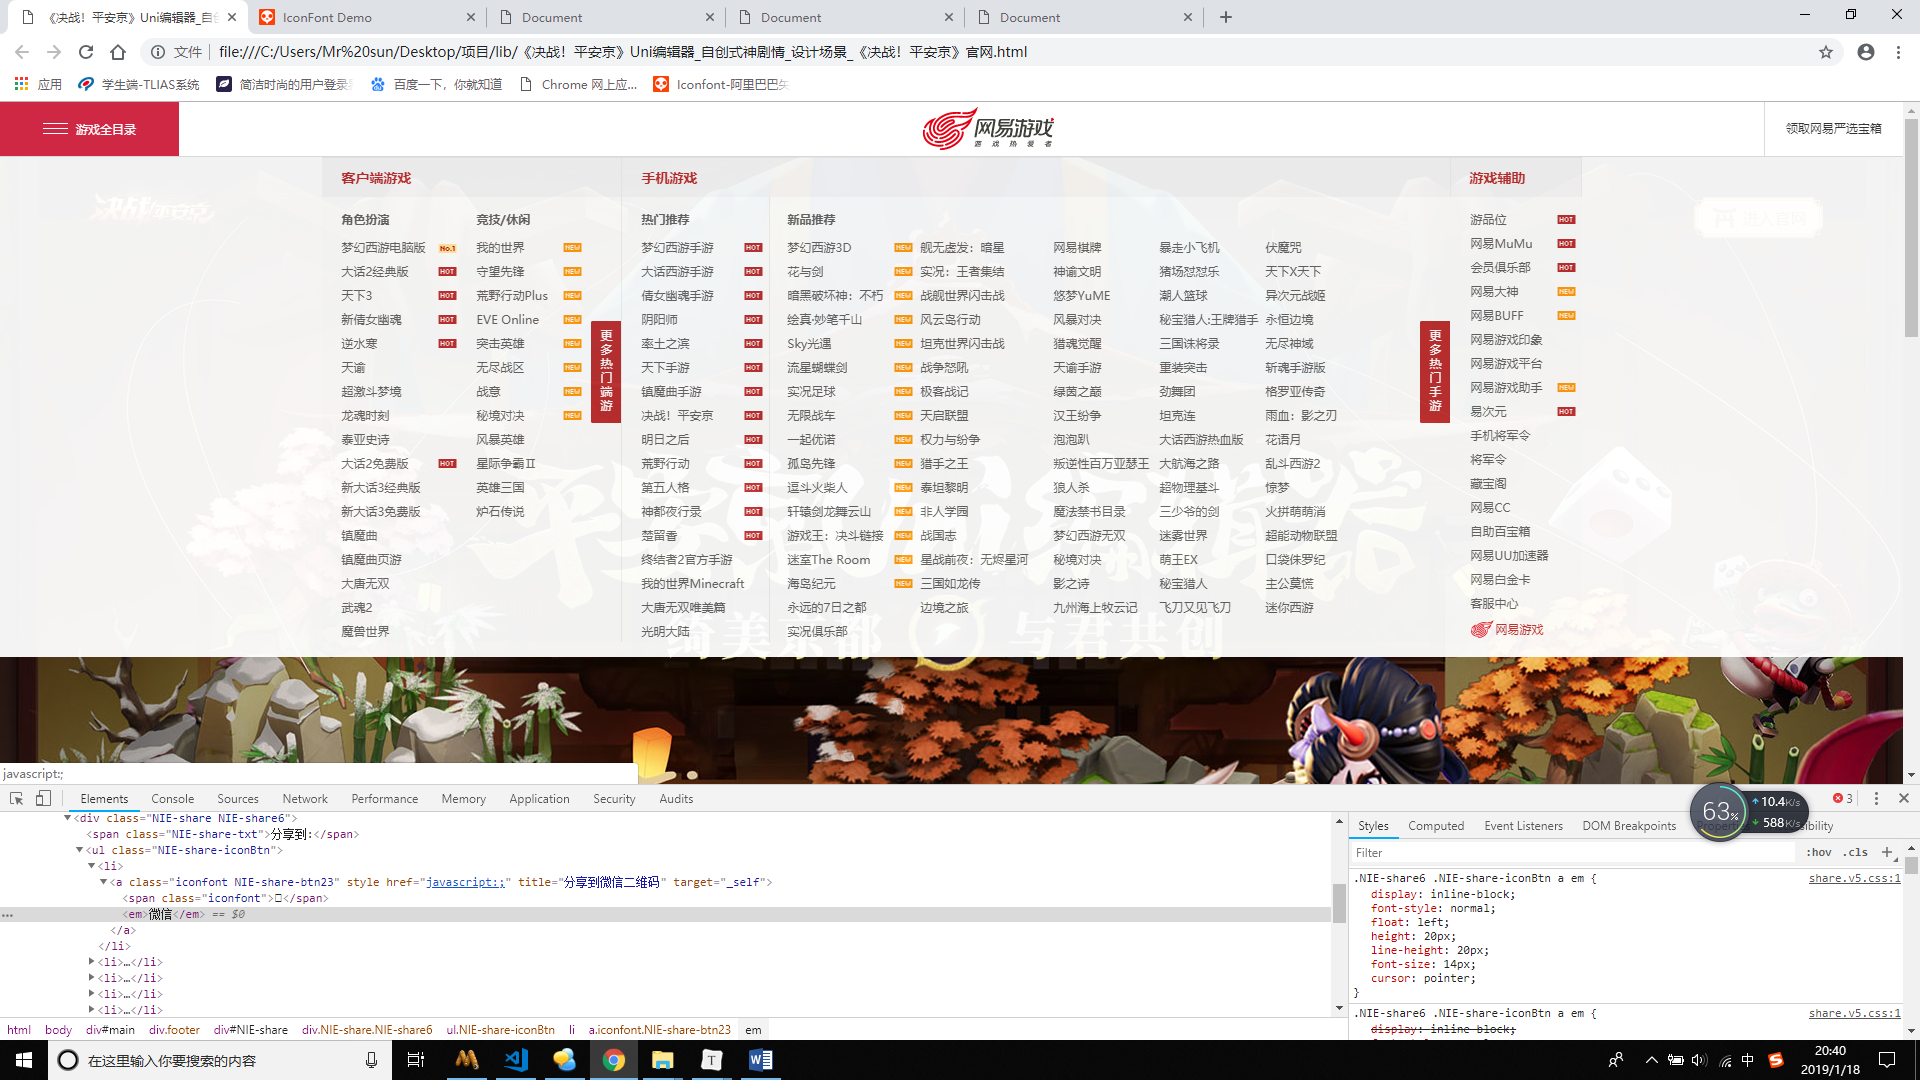 《决战！平安京》Uni编辑器_自创
IconFont Demo
Document
Document
Document
文件
file:///C:/Users/Mr%20sun/Desktop/项目/lib/《决战！平安京》Uni编辑器_自创式神剧情_设计场景_《决战！平安京》官网.html
应用
学生端-TLIAS系统
简洁时尚的用户登录
百度一下，你就知道
Chrome 网上应...
Iconfont-阿里巴巴矢
游戏全目录
网易游戏
游戏热爱者
领取网易严选宝箱
客户端游戏 手机游戏 游戏辅助
角色扮演 竞技/休闲 热门推荐 新品推荐 游品位 HOT
梦幻西游电脑版 No.1 我的世界 NEW 梦幻西游手游 HOT 梦幻西游3D NEW 舰无虚发：暗星 网易棋牌 暴走小飞机 伏魔咒 网易MuMu HOT
大话2经典版 HOT 守望先锋 NEW 大话西游手游 HOT 花与剑 NEW 实况：王者集结 神谕文明 猪场怼怼乐 天下X天下 会员俱乐部 HOT
天下3 HOT 荒野行动Plus NEW 倩女幽魂手游 HOT 暗黑破坏神：不朽 NEW 战舰世界闪击战 悠梦YuME 潮人篮球 异次元战姬 网易大神 NEW
新倩女幽魂 HOT EVE Online NEW 阴阳师 HOT 绘真·妙笔千山 NEW 风云岛行动 风暴对决 秘宝猎人:王牌猎手 永恒边境 网易BUFF NEW
逆水寒 HOT 突击英雄 NEW 率土之滨 HOT Sky光遇 NEW 坦克世界闪击战 猎魂觉醒 三国诛将录 无尽神域 网易游戏印象
天谕 无尽战区 NEW 天下手游 HOT 流星蝴蝶剑 NEW 战争怒吼 天谕手游 重装突击 斩魂手游版 网易游戏平台
超激斗梦境 战意 NEW 镇魔曲手游 HOT 实况足球 NEW 极客战记 绿茵之巅 劲舞团 格罗亚传奇 网易游戏助手 NEW
龙魂时刻 秘境对决 NEW 决战！平安京 HOT 无限战车 NEW 天启联盟 汉王纷争 坦克连 雨血：影之刃 易次元 HOT
泰亚史诗 风暴英雄 明日之后 HOT 一起优诺 NEW 权力与纷争 泡泡趴 大话西游热血版 花语月 手机将军令
大话2免费版 HOT 星际争霸II 荒野行动 HOT 孤岛先锋 NEW 猎手之王 叛逆性百万亚瑟王 大航海之路 乱斗西游2 将军令
新大话3经典版 英雄三国 第五人格 HOT 逗斗火柴人 NEW 泰坦黎明 狼人杀 超物理基斗 惊梦 藏宝阁
新大话3免费版 炉石传说 神都夜行录 HOT 轩辕剑龙舞云山 NEW 非人学园 魔法禁书目录 三少爷的剑 火拼萌萌消 网易CC
镇魔曲 楚留香 HOT 游戏王：决斗链接 NEW 战国志 梦幻西游无双 迷雾世界 超能动物联盟 自助百宝箱
镇魔曲页游 终结者2官方手游 迷室The Room NEW 星战前夜：无烬星河 秘境对决 萌王EX 口袋侏罗纪 网易UU加速器
大唐无双 我的世界Minecraft 海岛纪元 NEW 三国如龙传 影之诗 秘宝猎人 主公莫慌 网易白金卡
武魂2 大唐无双唯美篇 永远的7日之都 边境之旅 九州海上牧云记 飞刀又见飞刀 迷你西游 客服中心
魔兽世界 光明大陆 实况俱乐部 网易游戏
更多热门端游
更多热门手游
决战平安京
平安京Uni编辑器
绮美京都 与君共创
javascript:;
Elements Console Sources Network Performance Memory Application Security Audits 3
63%
10.4K/s
588K/s
<div class="NIE-share NIE-share6">
<span class="NIE-share-txt">分享到:</span>
<ul class="NIE-share-iconBtn">
<li>
<a class="iconfont NIE-share-btn23" style href="javascript:;" title="分享到微信二维码" target="_self">
<span class="iconfont">□</span>
<em>微信</em> == $0
</a>
</li>
<li>…</li>
<li>…</li>
<li>…</li>
<li>…</li>
html body div#main div.footer div#NIE-share div.NIE-share.NIE-share6 ul.NIE-share-iconBtn li a.iconfont.NIE-share-btn23 em
Styles Computed Event Listeners DOM Breakpoints
Filter :hov .cls
.NIE-share6 .NIE-share-iconBtn a em { share.v5.css:1
display: inline-block;
font-style: normal;
float: left;
height: 20px;
line-height: 20px;
font-size: 14px;
cursor: pointer;
}
.NIE-share6 .NIE-share-iconBtn a em { share.v5.css:1
display: inline-block;
在这里输入你要搜索的内容
中
20:40
2019/1/18